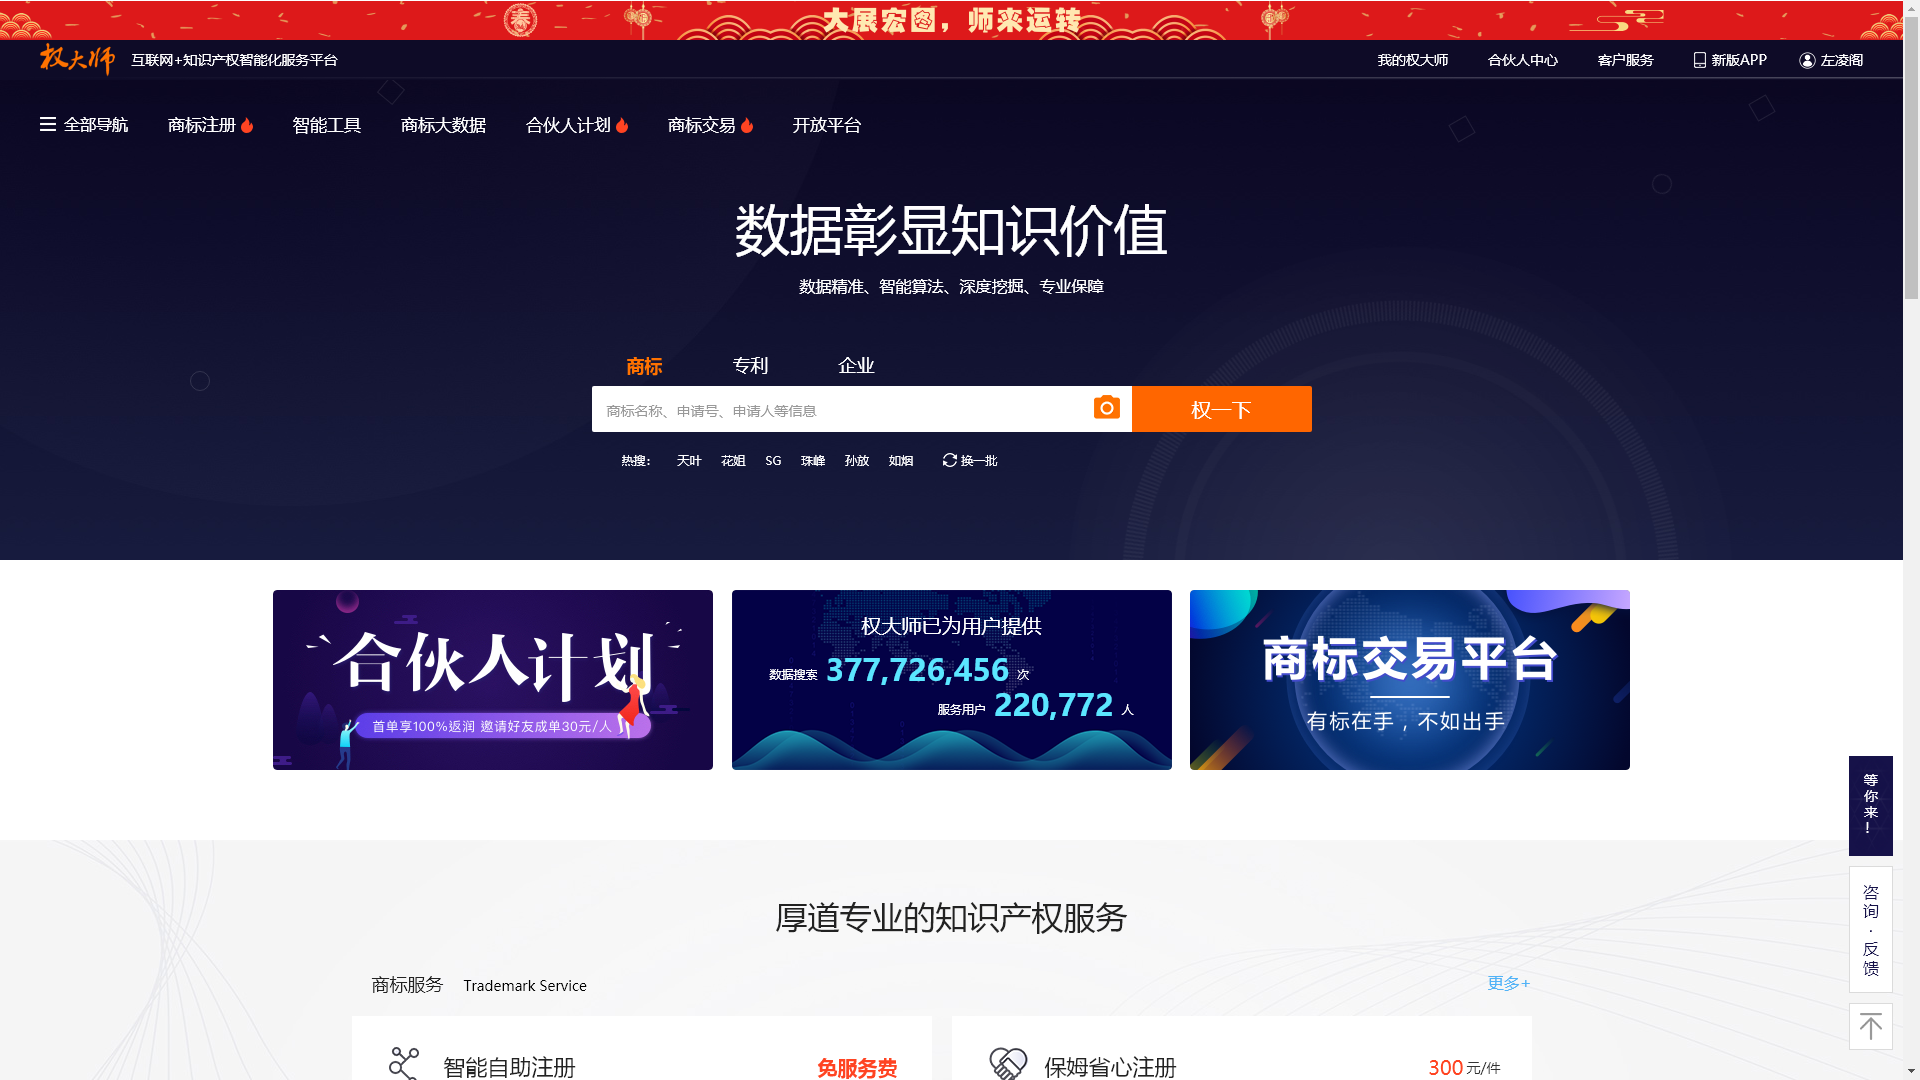 大展宏图，师来运转
权大师 互联网+知识产权智能化服务平台 我的权大师 合伙人中心 客户服务 新版APP 左凌阁
全部导航 商标注册 智能工具 商标大数据 合伙人计划 商标交易 开放平台
数据彰显知识价值
数据精准、智能算法、深度挖掘、专业保障
商标 专利 企业
商标名称、申请号、申请人等信息 权一下
热搜： 天叶 花姐 SG 珠峰 孙放 如烟 换一批
合伙人计划
首单享100%返润 邀请好友成单30元/人
权大师已为用户提供
数据搜索 377,726,456 次
服务用户 220,772 人
商标交易平台
有标在手，不如出手
等你来！
咨询·反馈
厚道专业的知识产权服务
商标服务 Trademark Service 更多+
智能自助注册 免服务费
保姆省心注册 300元/件